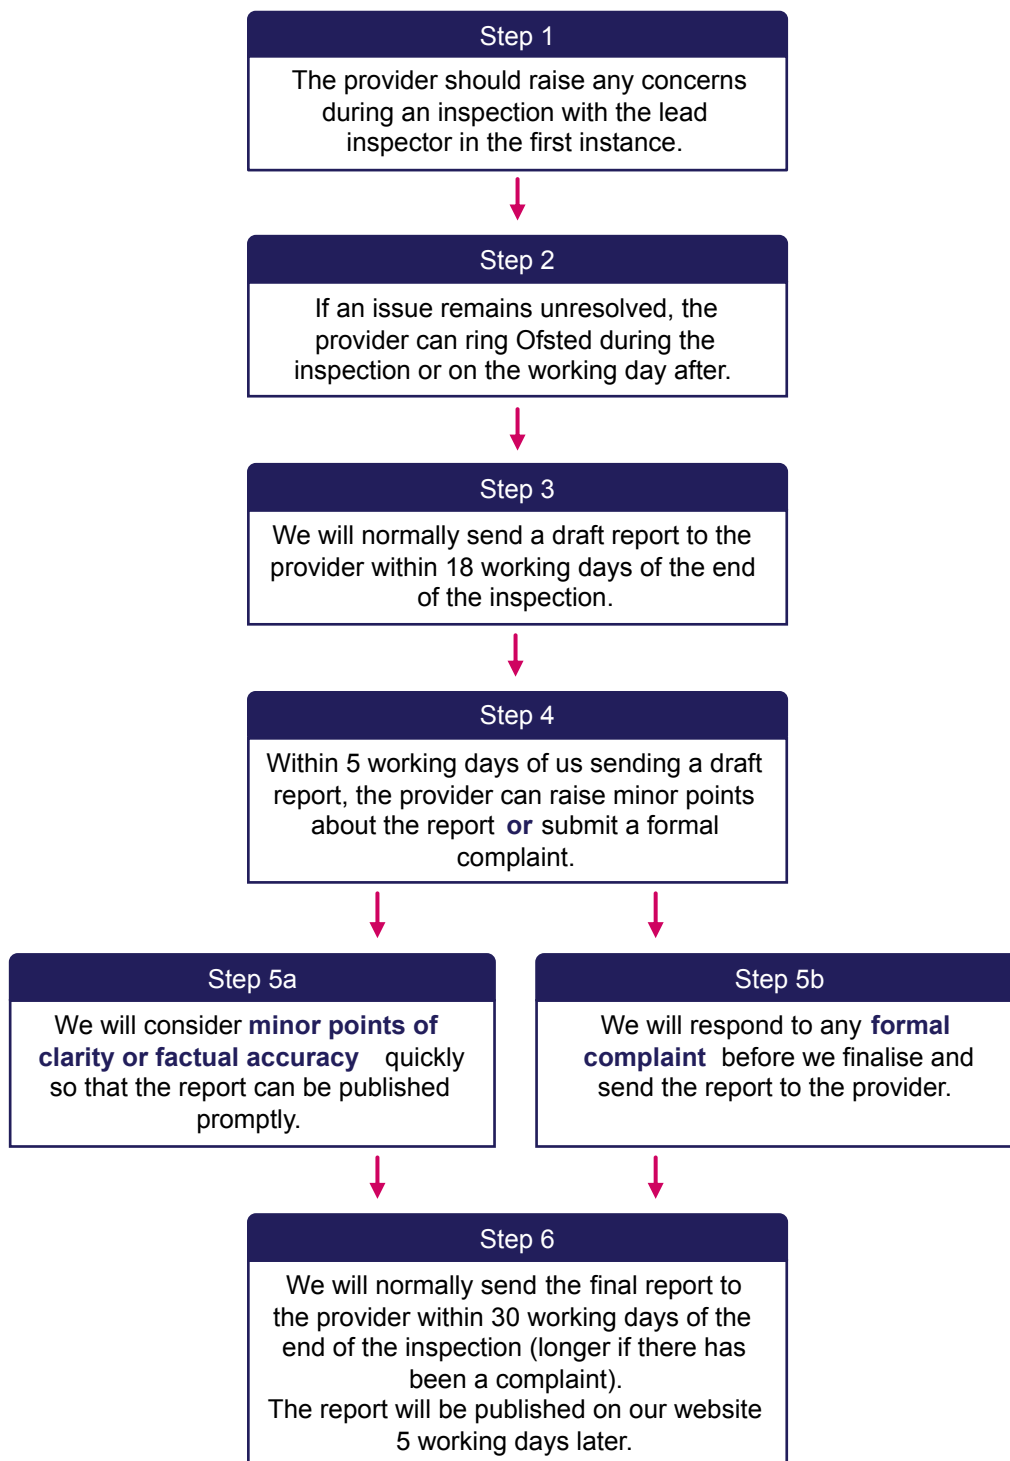 Step 1
The provider should raise any concerns
during an inspection with the lead
inspector in the first instance.
Step 2
If an issue remains unresolved, the
provider can ring Ofsted during the
inspection or on the working day after.
Step 3
We will normally send a draft report to the
provider within 18 working days of the end
of the inspection.
Step 4
Within 5 working days of us sending a draft
report, the provider can raise minor points
about the report or submit a formal
complaint.
Step 5a
We will consider minor points of
clarity or factual accuracy quickly
so that the report can be published
promptly.
Step 5b
We will respond to any formal
complaint before we finalise and
send the report to the provider.
Step 6
We will normally send the final report to
the provider within 30 working days of the
end of the inspection (longer if there has
been a complaint).
The report will be published on our website
5 working days later.